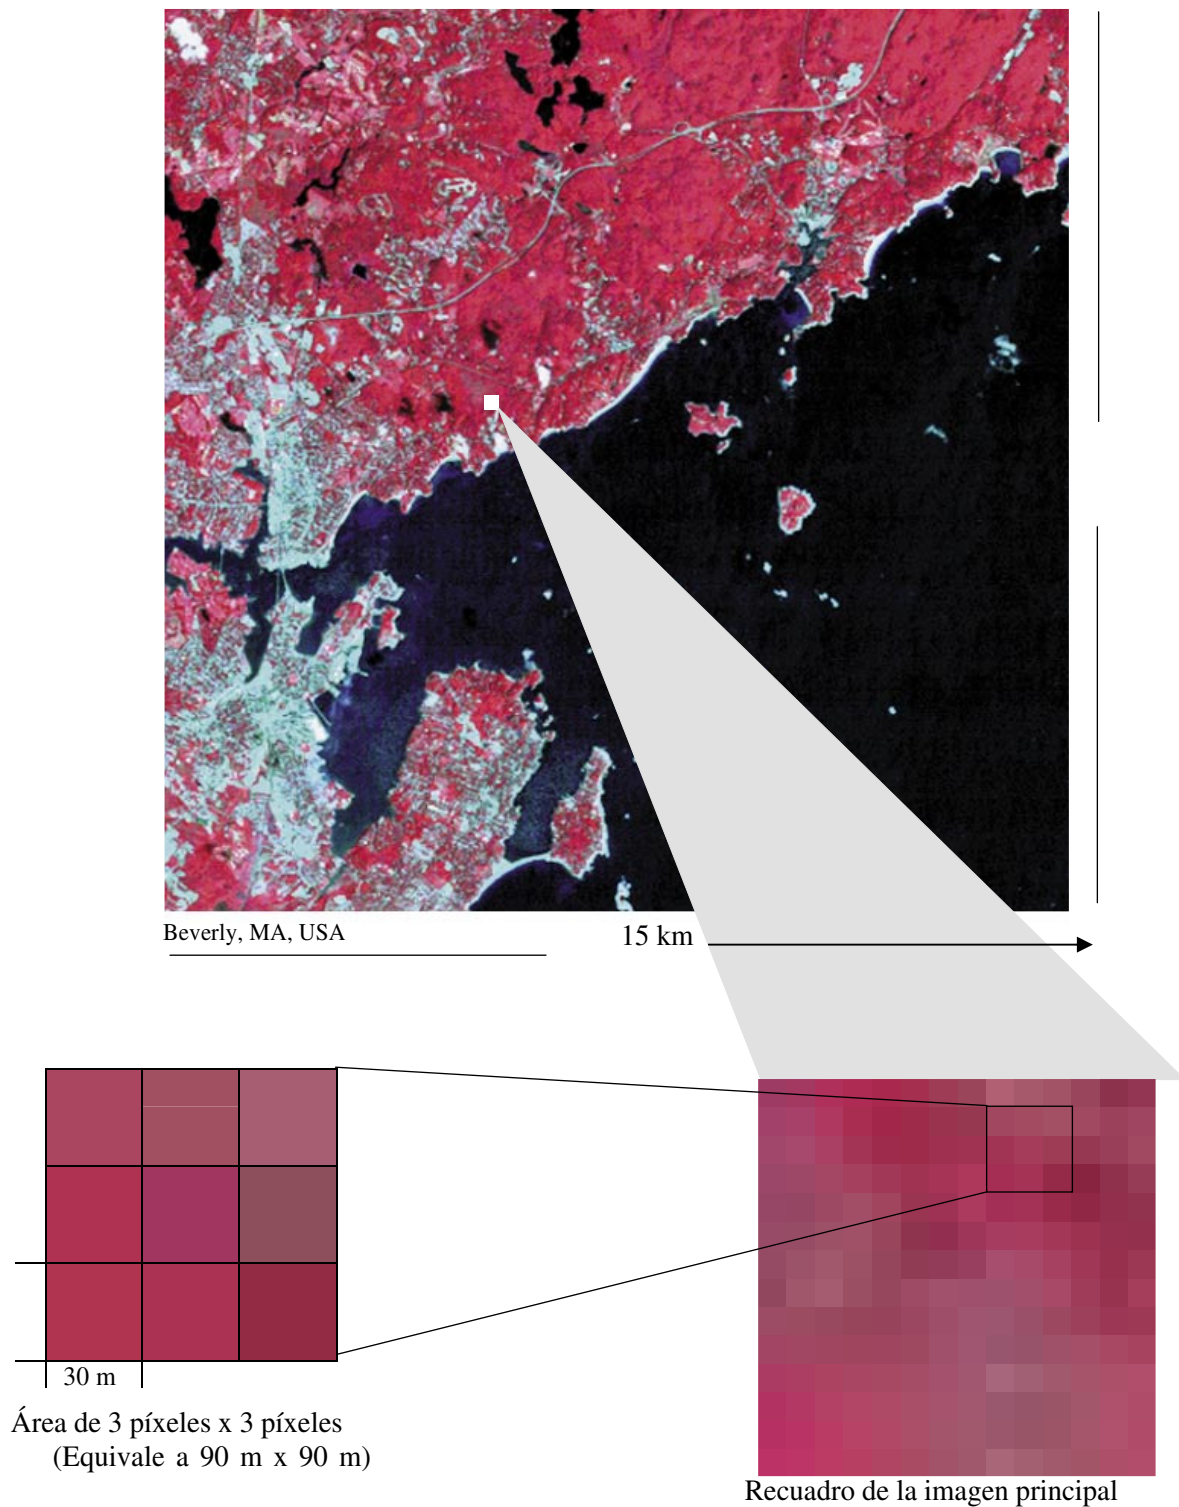 Beverly, MA, USA
15 km
30 m
Área de 3 píxeles x 3 píxeles
(Equivale a 90 m x 90 m)
Recuadro de la imagen principal